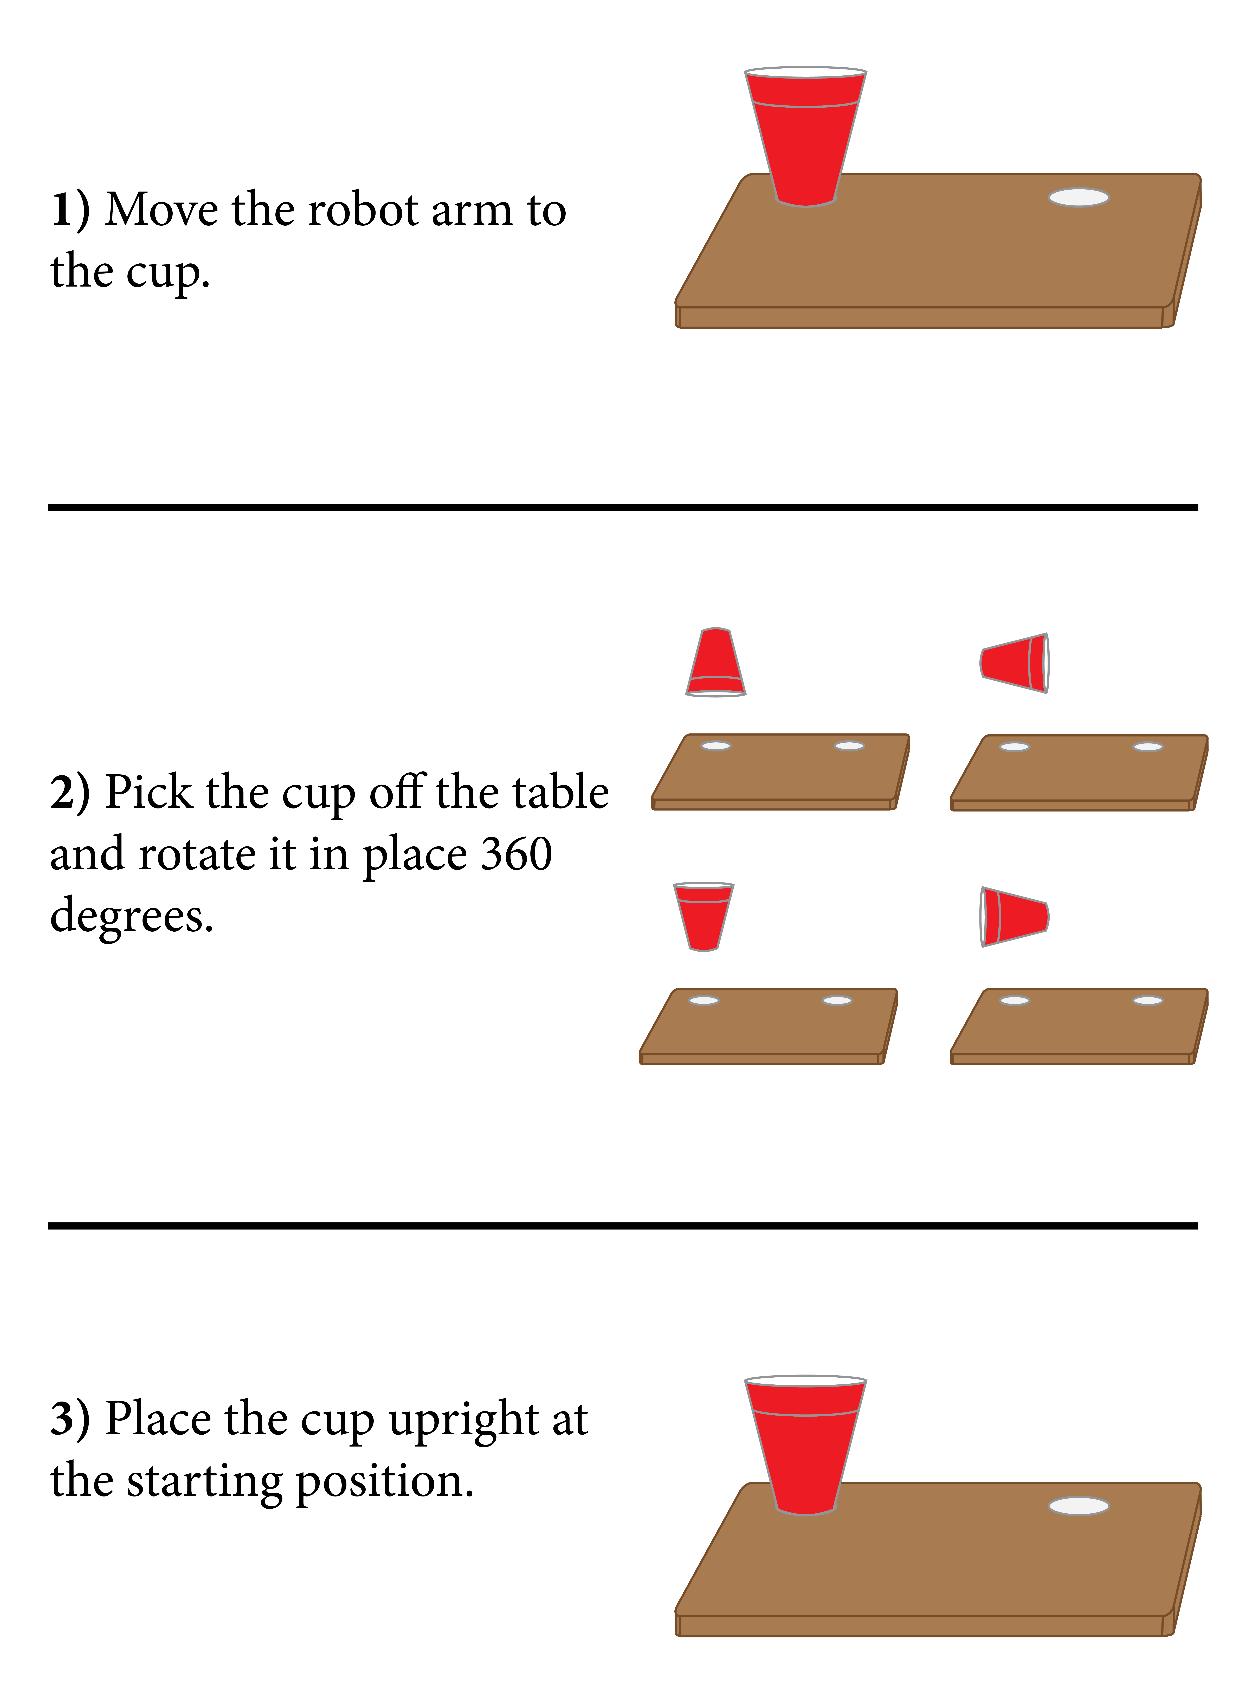 1) Move the robot arm to
the cup.
2) Pick the cup off the table
and rotate it in place 360
degrees.
3) Place the cup upright at
the starting position.